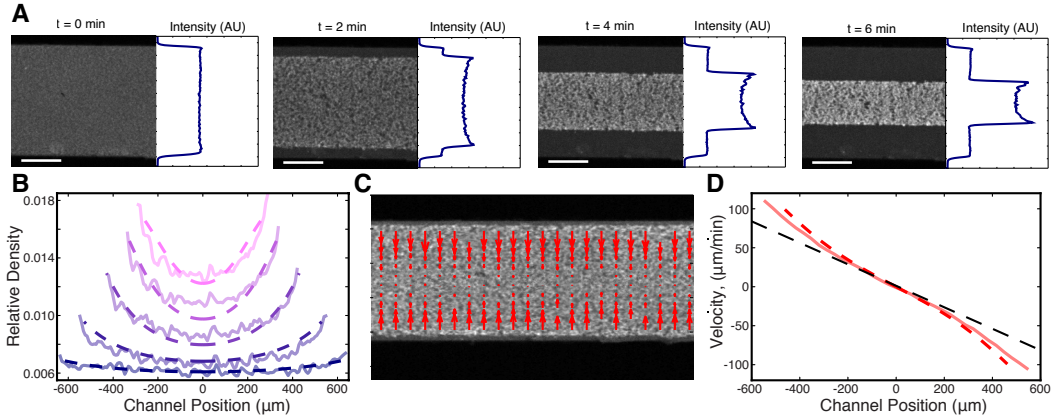 A
t = 0 min
Intensity (AU)
t = 2 min
Intensity (AU)
t = 4 min
Intensity (AU)
t = 6 min
Intensity (AU)
B
Relative Density
0.018
0.014
0.010
0.006
-600 -400 -200 0 200 400 600
Channel Position (μm)
C
D
Velocity, (μm/min)
100
50
0
-50
-100
-600 -400 -200 0 200 400 600
Channel Position (μm)